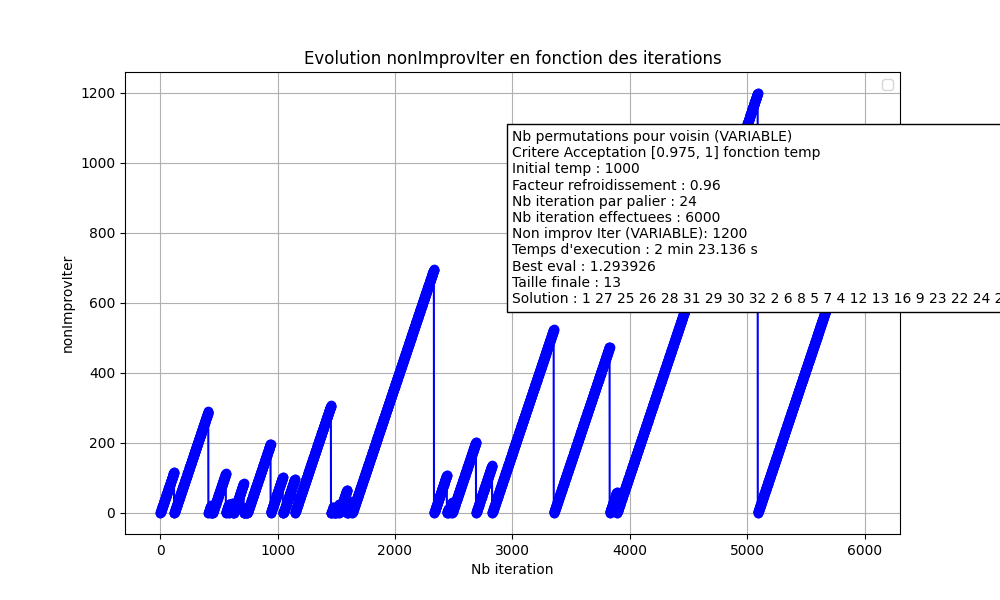 Evolution nonImprovIter en fonction des iterations
1200
1000
800
600
400
200
0
nonImprovIter
Nb permutations pour voisin (VARIABLE)
Critere Acceptation [0.975, 1] fonction temp
Initial temp : 1000
Facteur refroidissement : 0.96
Nb iteration par palier : 24
Nb iteration effectuees : 6000
Non improv Iter (VARIABLE): 1200
Temps d'execution : 2 min 23.136 s
Best eval : 1.293926
Taille finale : 13
Solution : 1 27 25 26 28 31 29 30 32 2 6 8 5 7 4 12 13 16 9 23 22 24
0 1000 2000 3000 4000 5000 6000
Nb iteration